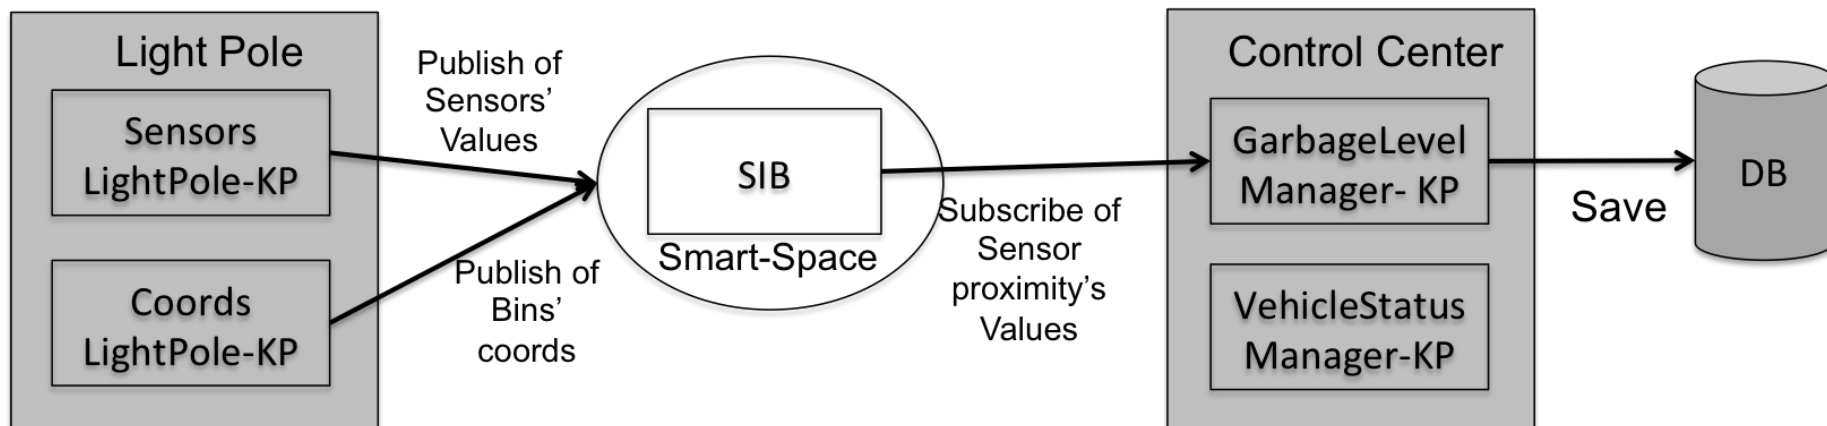 Light Pole
Sensors
LightPole-KP
Coords
LightPole-KP
Publish of
Sensors'
Values
Publish of
Bins'
coords
SIB
Smart-Space
Subscribe of
Sensor
proximity's
Values
Control Center
GarbageLevel
Manager- KP
VehicleStatus
Manager-KP
Save
DB